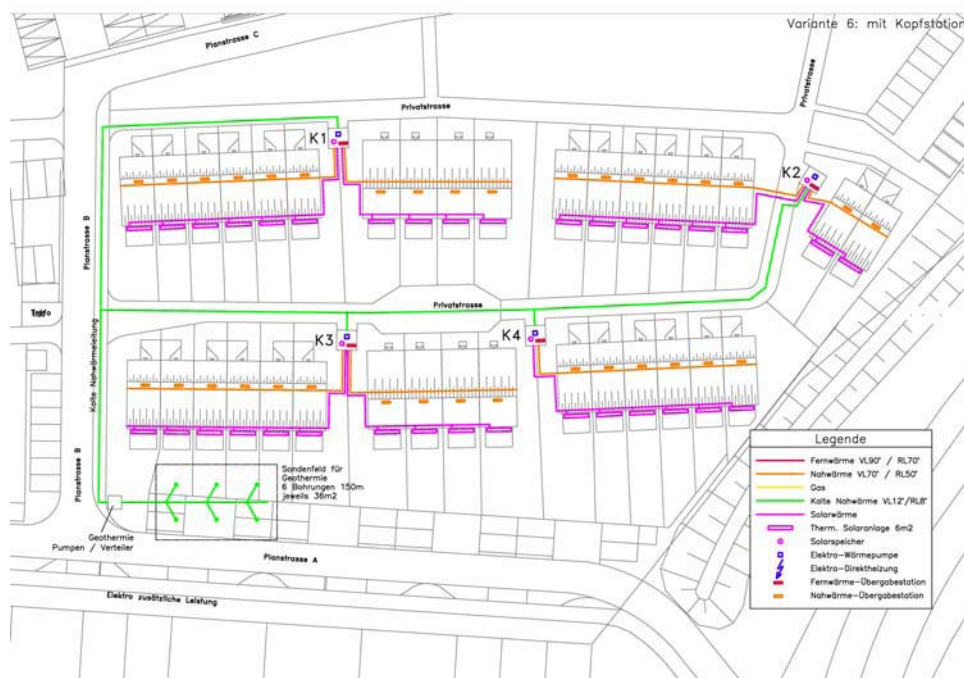 Variante 6: mit Kopfstation
Planstrasse C
Privatstrasse
Privatstrasse
K1
K2
Planstrasse B
Privatstrasse
K3
K4
Kalte Nahwärmeleitung
Planstrasse B
Sondenfeld für
Geothermie
6 Bohrungen 150m
jeweils 36m2
Geothermie
Pumpen / Verteiler
Planstrasse A
Elektro zusätzliche Leistung
Legende
Fernwärme VL90° / RL70°
Nahwärme VL70° / RL50°
Gas
Kalte Nahwärme VL12°/RL8°
Solarwärme
Therm. Solaranlage 6m2
Solarspeicher
Elektro-Wärmepumpe
Elektro-Direktheizung
Fernwärme-Übergabestation
Nahwärme-Übergabestation